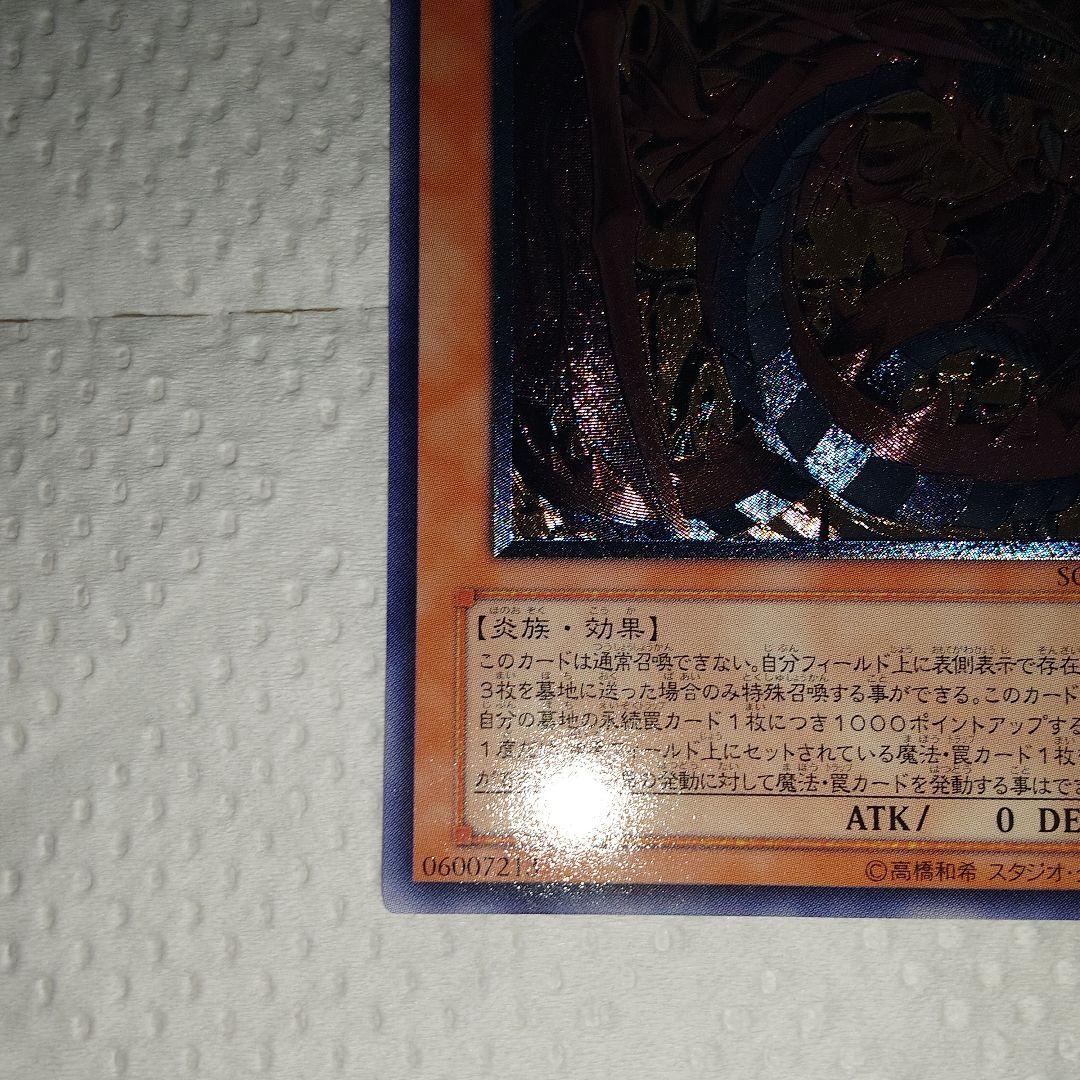 SO
【炎族・効果】
このカードは通常召喚できない。自分フィールド上に表側表示で存在
3枚を墓地に送った場合のみ特殊召喚する事ができる。このカード
自分の墓地の永続罠カード1枚につき1000ポイントアップする
1度だ フィールド上にセットされている魔法・罠カード1枚
がで の発動に対して魔法・罠カードを発動する事はでき
ATK/ 0 DE
0600721
©高橋和希 スタジオ・